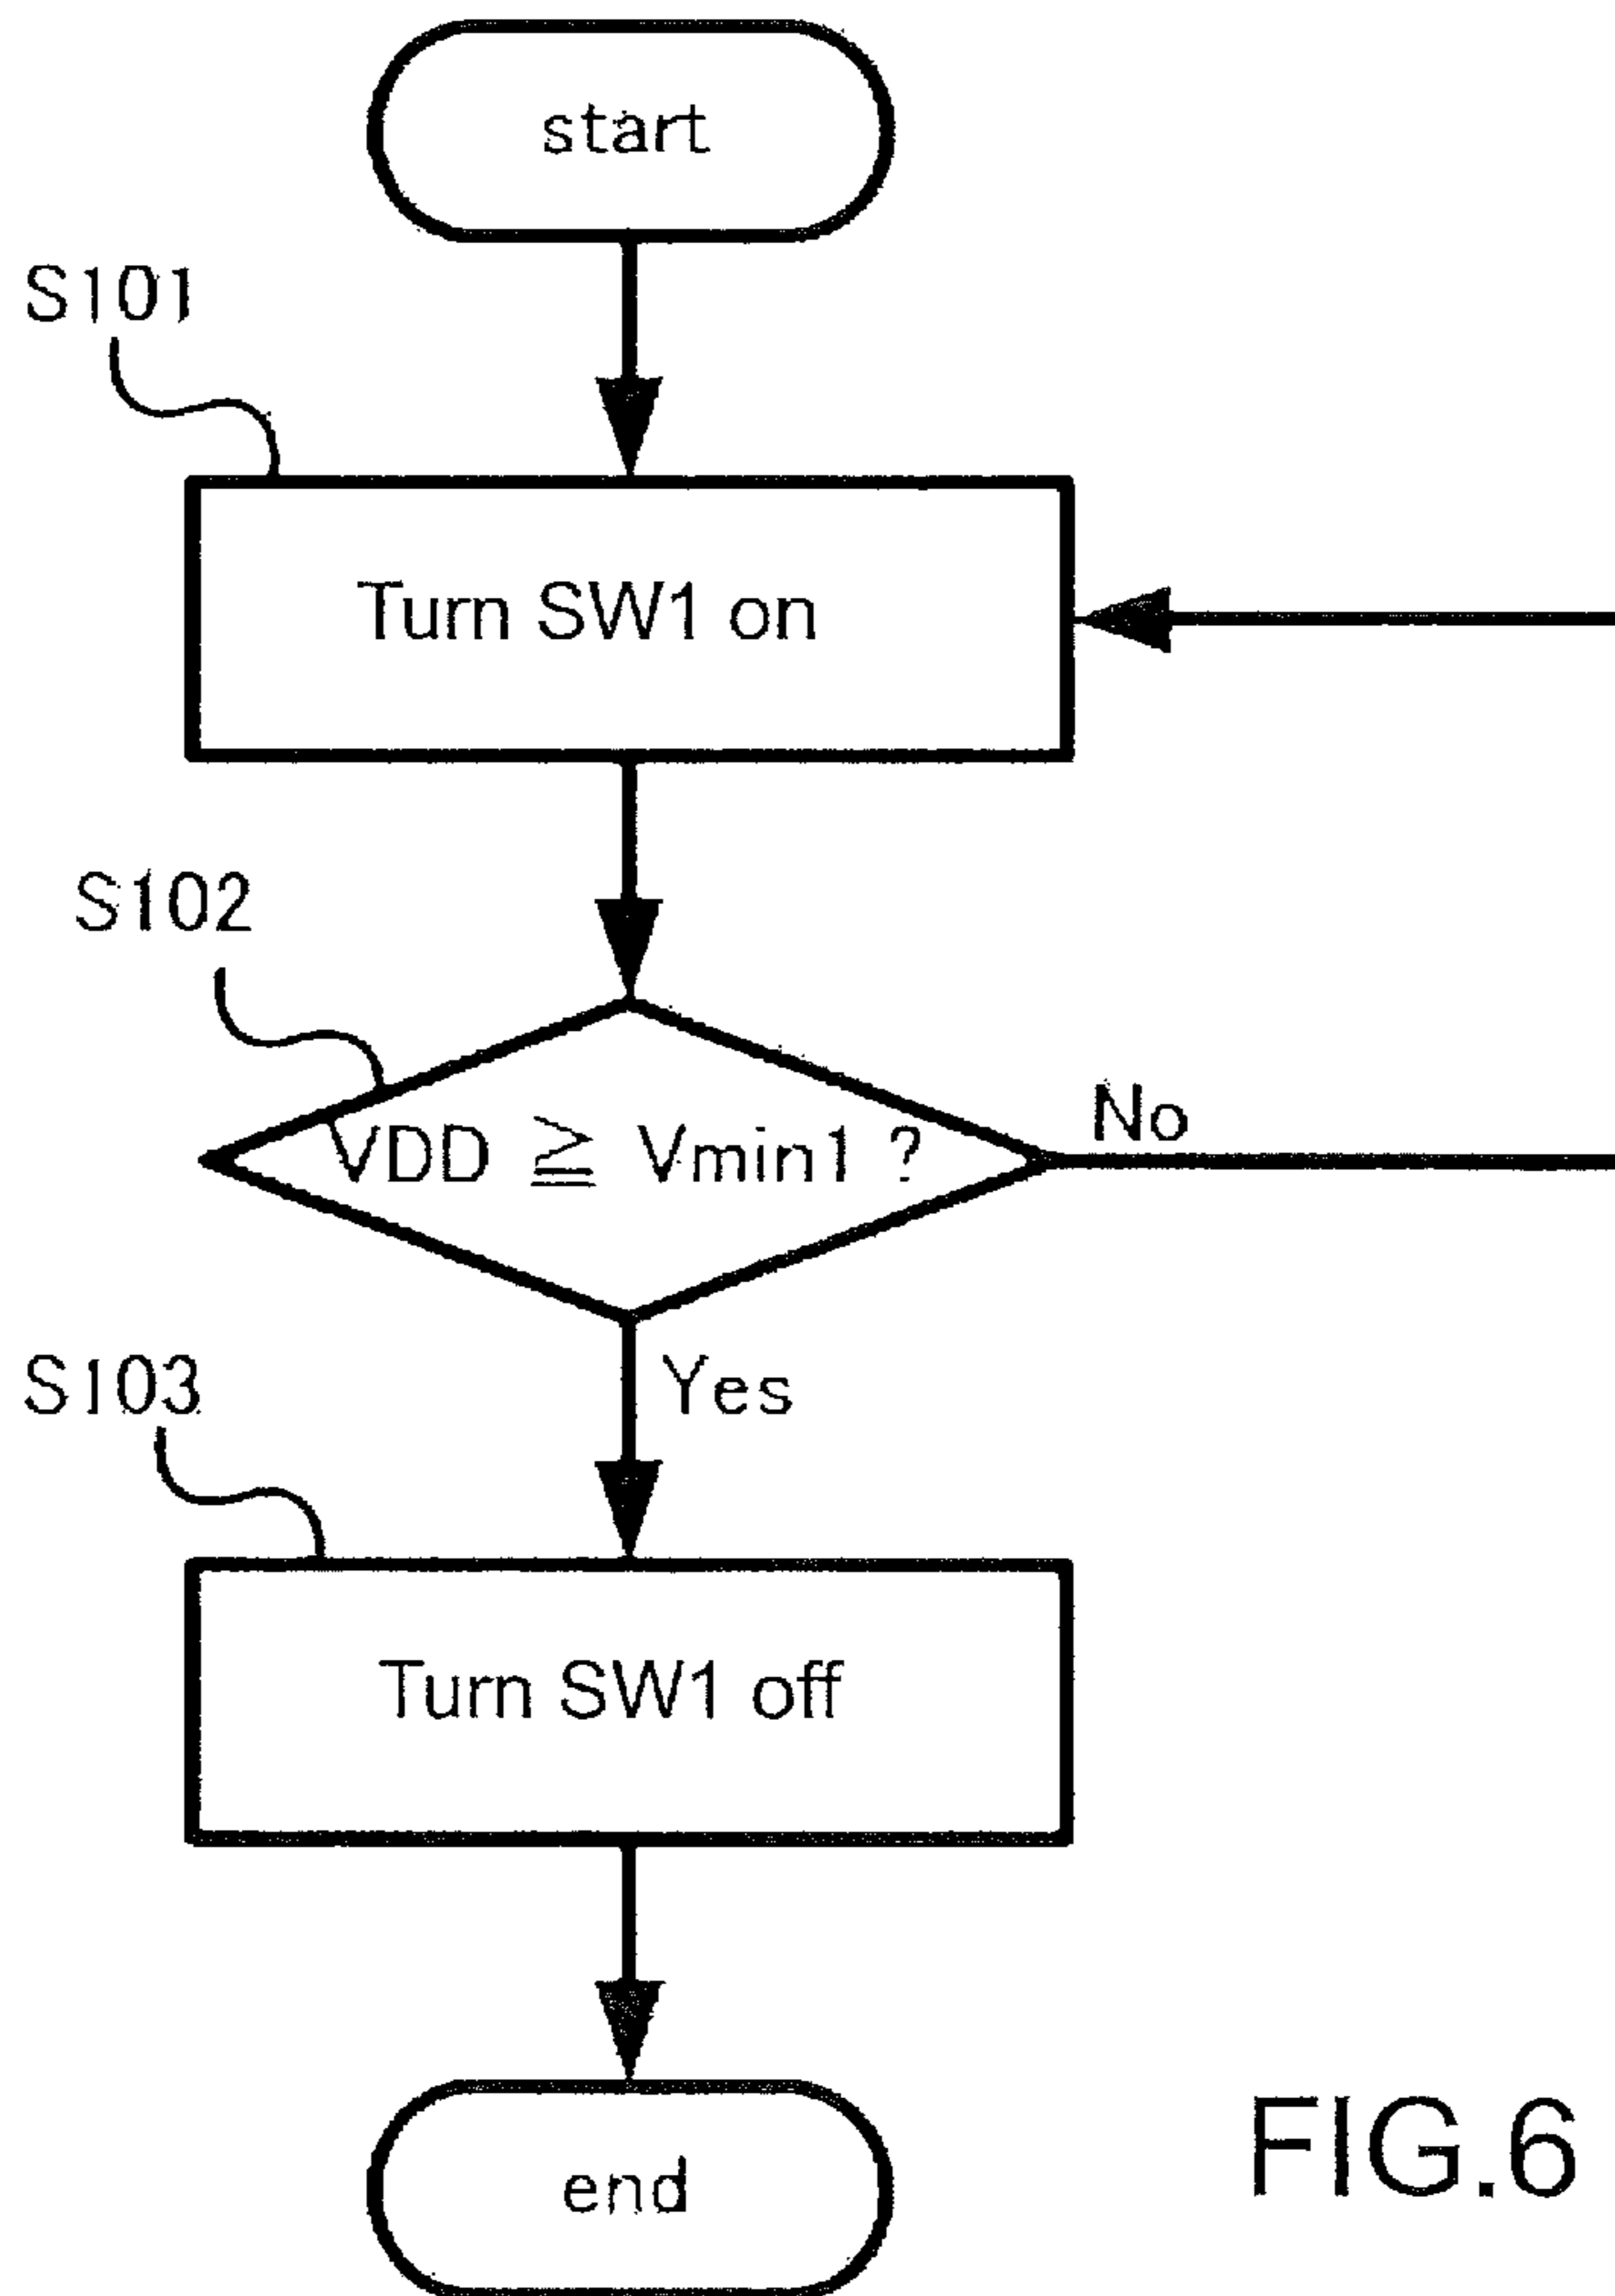 start
S101
Turn SW1 on
S102
VDD ≧ Vmin1 ?
No
Yes
S103
Turn SW1 off
end
FIG.6